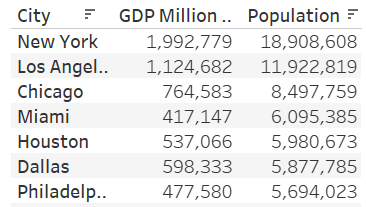 City GDP Million .. Population
New York 1,992,779 18,908,608
Los Angel.. 1,124,682 11,922,819
Chicago 764,583 8,497,759
Miami 417,147 6,095,385
Houston 537,066 5,980,673
Dallas 598,333 5,877,785
Philadelp.. 477,580 5,694,023